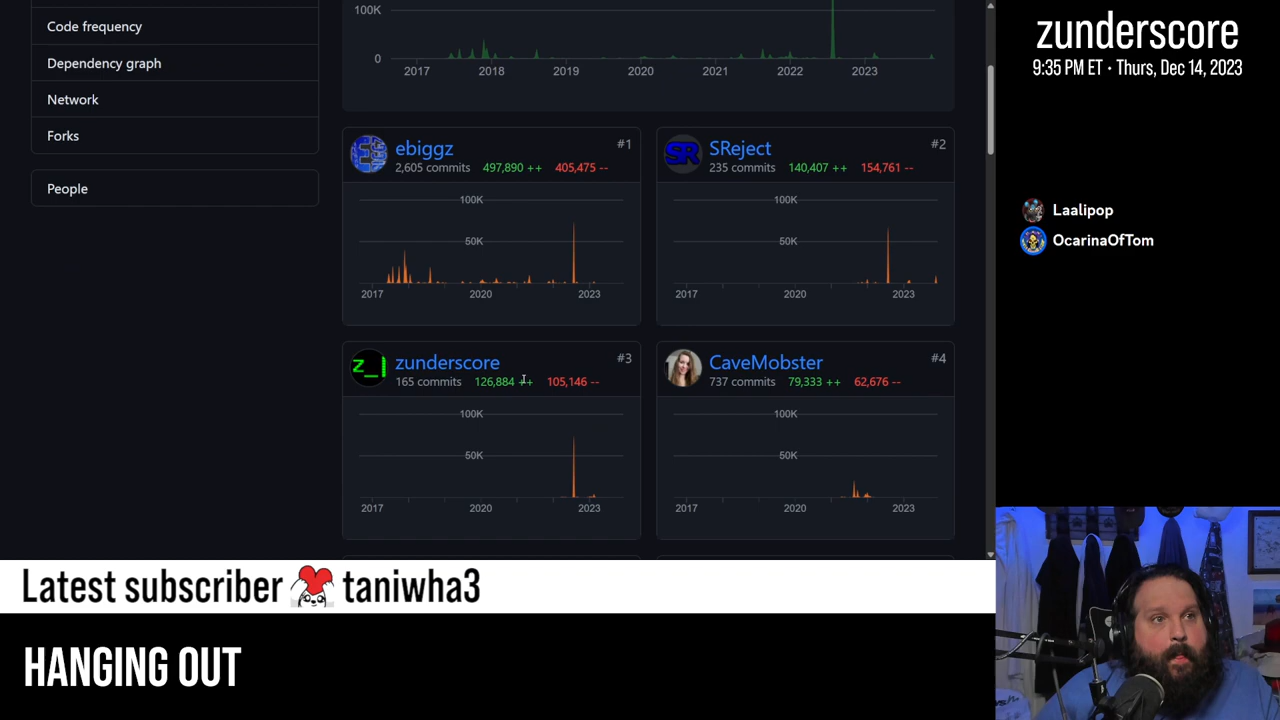 Code frequency
Dependency graph
Network
Forks
People
100K
0
2017 2018 2019 2020 2021 2022 2023
ebiggz #1
2,605 commits 497,890 ++ 405,475 --
100K
50K
2017 2020 2023
SReject #2
235 commits 140,407 ++ 154,761 --
100K
50K
2017 2020 2023
zunderscore #3
165 commits 126,884 ++ 105,146 --
100K
50K
2017 2020 2023
CaveMobster #4
737 commits 79,333 ++ 62,676 --
100K
50K
2017 2020 2023
zunderscore
9:35 PM ET • Thurs, Dec 14, 2023
Laalipop
OcarinaOfTom
Latest subscriber taniwha3
HANGING OUT
SR
z_]